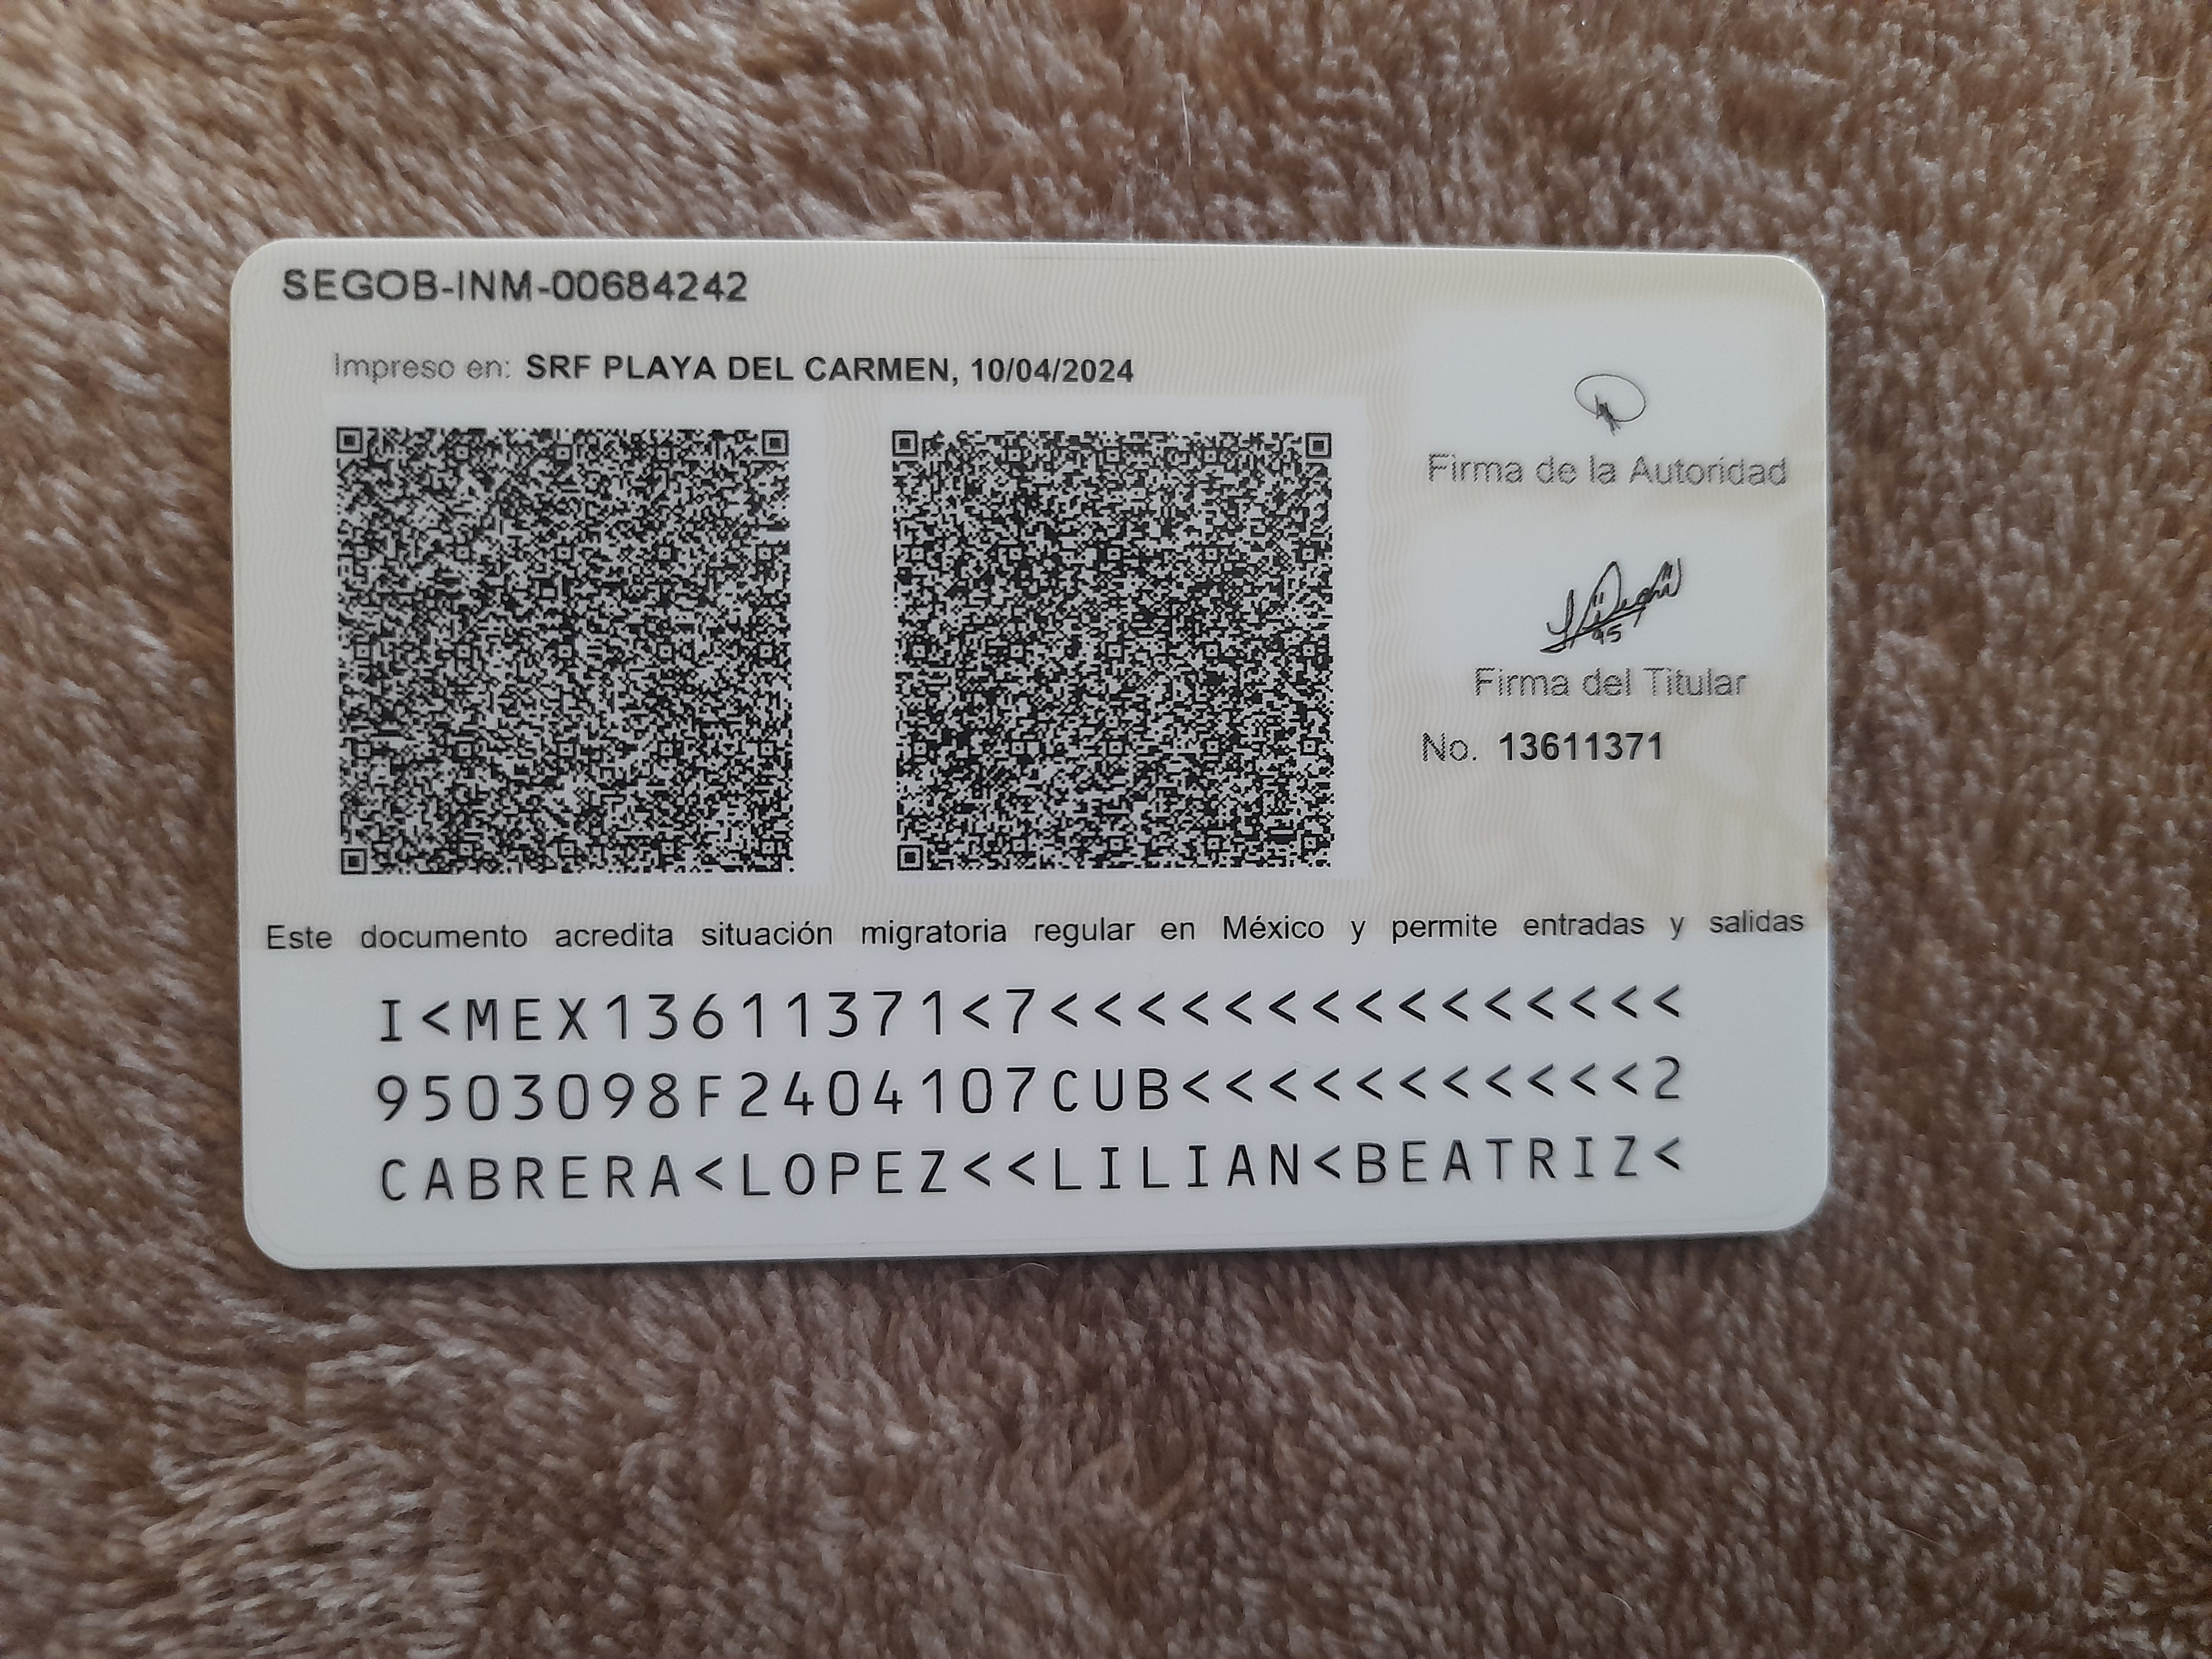 SEGOB-INM-00684242
Impreso en: SRF PLAYA DEL CARMEN, 10/04/2024
Firma de la Autoridad
95
Firma del Titular
No. 13611371
Este documento acredita situación migratoria regular en México y permite entradas y salidas
I<MEX13611371<7<<<<<<<<<<<<<<<
9503098F2404107CUB<<<<<<<<<<<2
CABRERA<LOPEZ<<LILIAN<BEATRIZ<